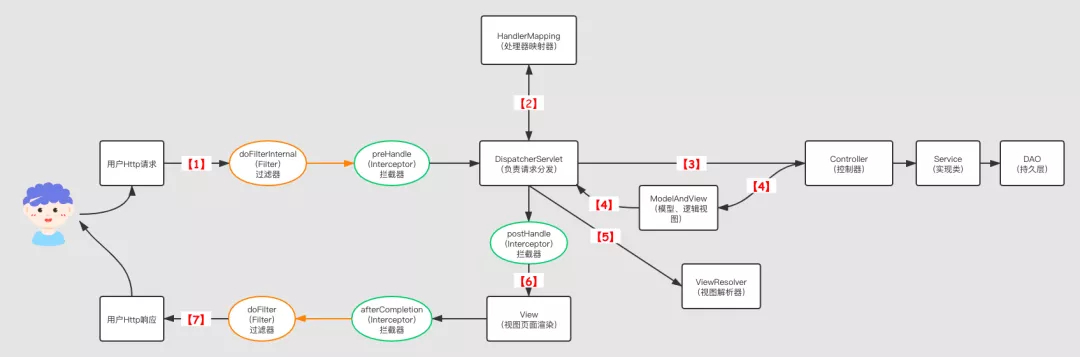 HandlerMapping
（处理器映射器）
【2】
用户Http请求
【1】
doFilterInternal
（Filter）
过滤器
preHandle
（Interceptor）
拦截器
DispatcherServlet
（负责请求分发）
【3】
Controller
（控制器）
Service
（实现类）
DAO
（持久层）
【4】
ModelAndView
（模型、逻辑视
图）
【4】
postHandle
（Interceptor）
拦截器
【5】
【6】
ViewResolver
（视图解析器）
用户Http响应
【7】
doFilter
（Filter）
过滤器
afterCompletion
（Interceptor）
拦截器
View
（视图页面渲染）